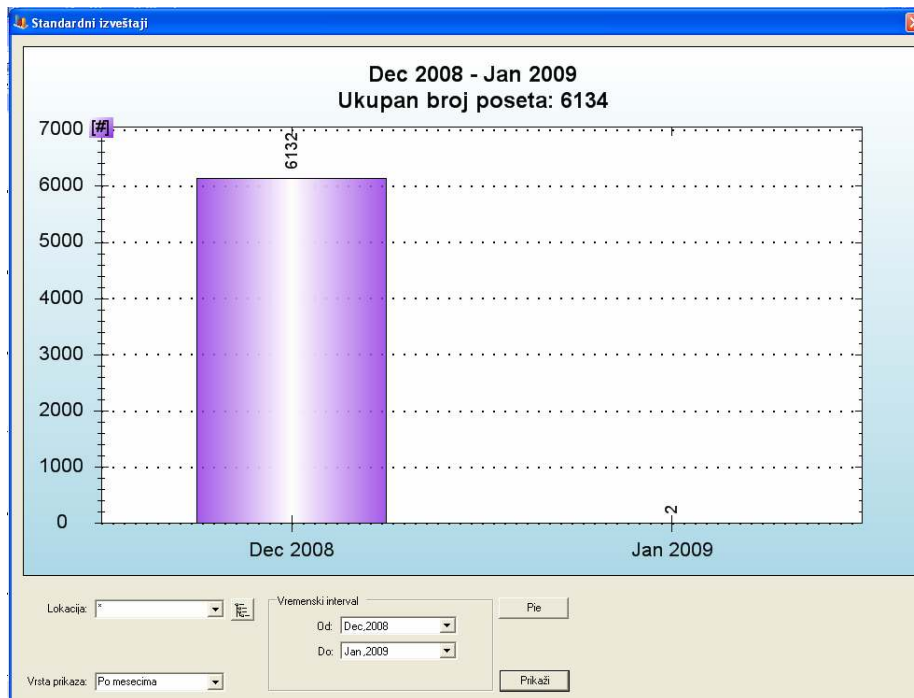 Standardni izveštaji
Dec 2008 - Jan 2009
Ukupan broj poseta: 6134
7000
[#]
6132
6000
5000
4000
3000
2000
1000
0
2
Dec 2008
Jan 2009
Lokacija: *
Vremenski interval
Od: Dec,2008
Do: Jan,2009
Pie
Vrsta prikaza: Po mesecima
Prikaži